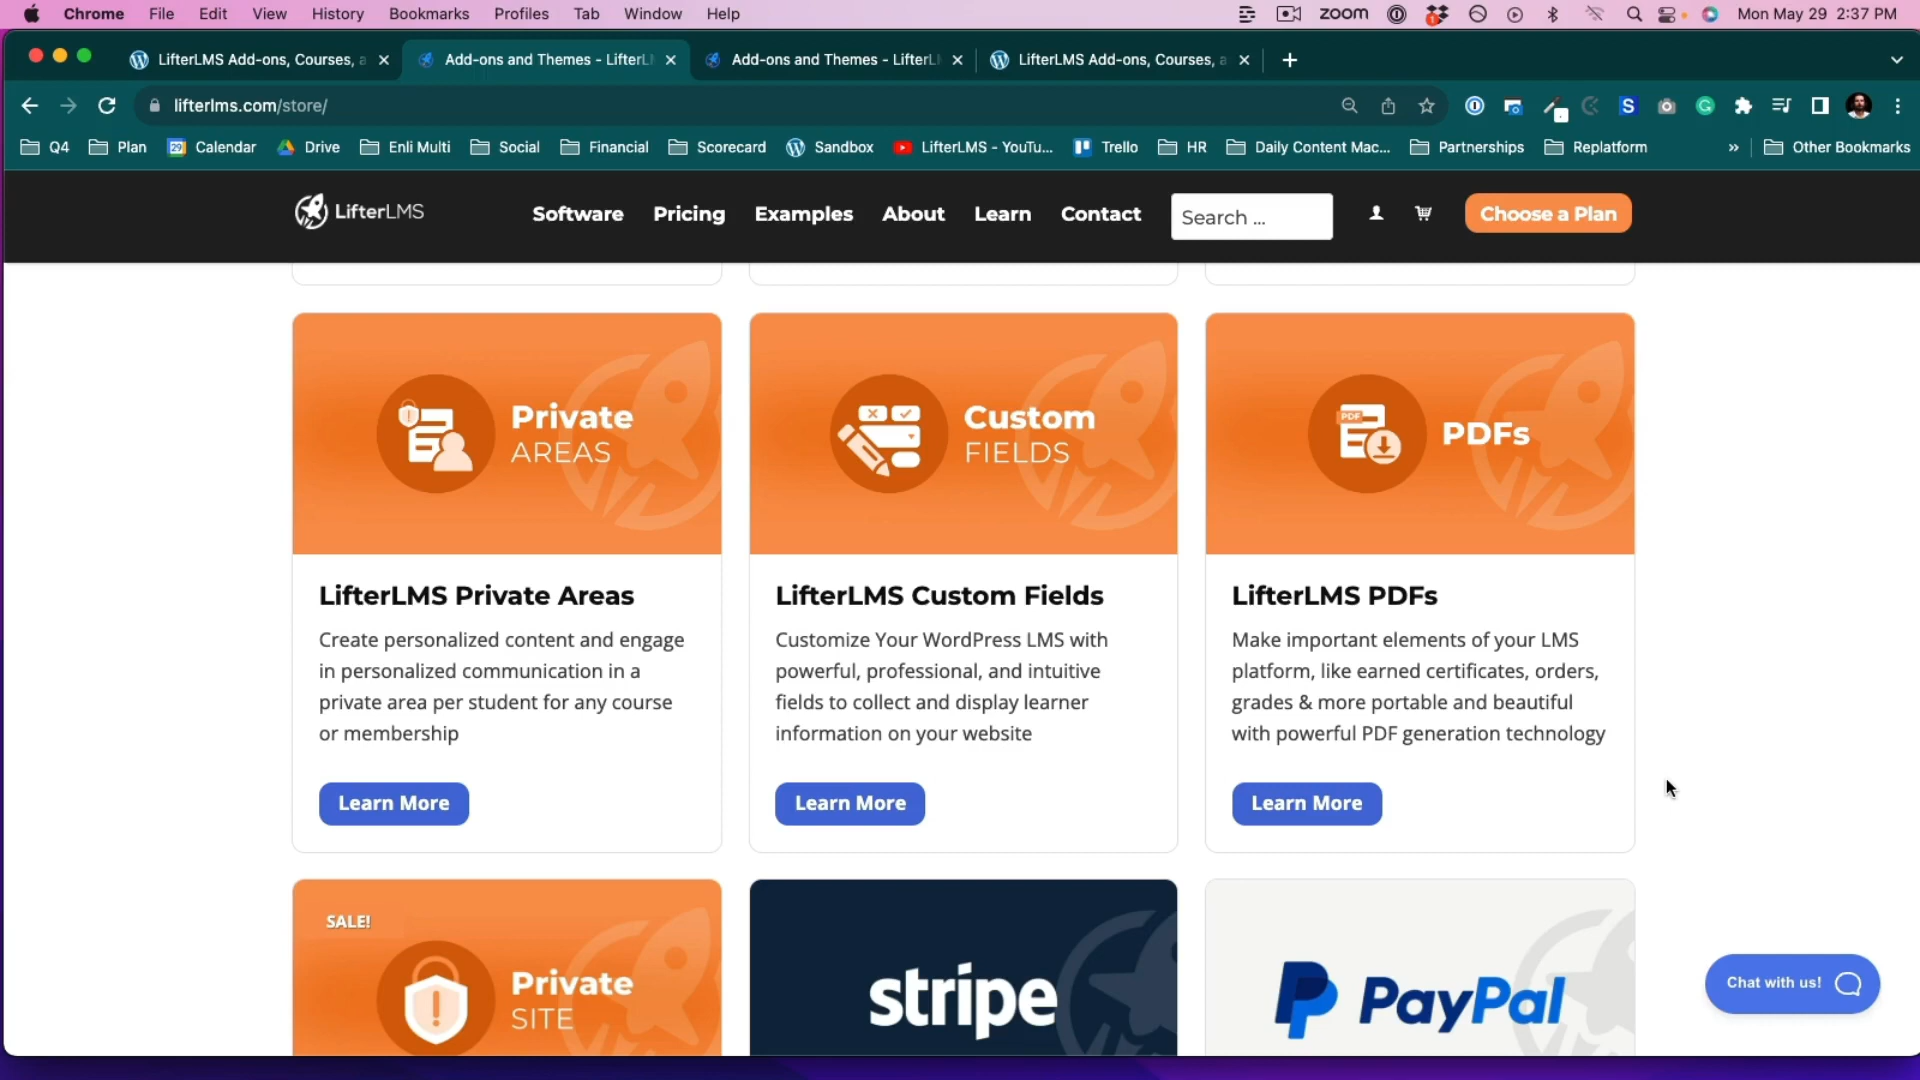 Chrome File Edit View History Bookmarks Profiles Tab Window Help zoom 1 Mon May 29 2:37 PM
LifterLMS Add-ons, Courses, a Add-ons and Themes - LifterL Add-ons and Themes - LifterL LifterLMS Add-ons, Courses, a
lifterlms.com/store/ S G
Q4 Plan 29 Calendar Drive Enli Multi Social Financial Scorecard Sandbox LifterLMS - YouTu... Trello HR Daily Content Mac... Partnerships Replatform » Other Bookmarks
LifterLMS Software Pricing Examples About Learn Contact Search ... Choose a Plan
Private
AREAS
Custom
FIELDS
PDF
PDFs
LifterLMS Private Areas
Create personalized content and engage
in personalized communication in a
private area per student for any course
or membership
Learn More
LifterLMS Custom Fields
Customize Your WordPress LMS with
powerful, professional, and intuitive
fields to collect and display learner
information on your website
Learn More
LifterLMS PDFs
Make important elements of your LMS
platform, like earned certificates, orders,
grades & more portable and beautiful
with powerful PDF generation technology
Learn More
SALE!
Private
SITE
stripe
PayPal
Chat with us!